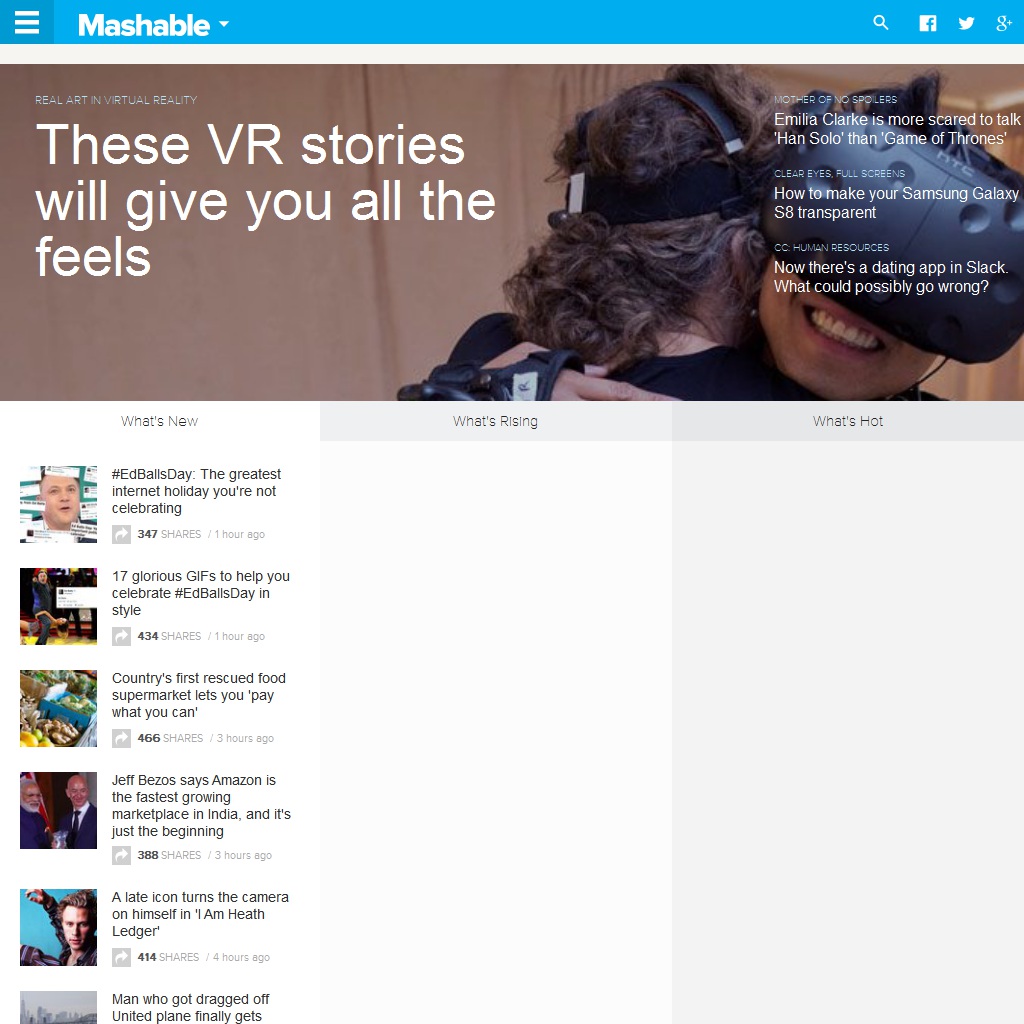 Mashable
REAL ART IN VIRTUAL REALITY
These VR stories
will give you all the
feels
MOTHER OF NO SPOILERS
Emilia Clarke is more scared to talk
'Han Solo' than 'Game of Thrones'
CLEAR EYES, FULL SCREENS
How to make your Samsung Galaxy
S8 transparent
CC: HUMAN RESOURCES
Now there's a dating app in Slack.
What could possibly go wrong?
hTC
What's New
What's Rising
What's Hot
#EdBallsDay: The greatest
internet holiday you're not
celebrating
347 SHARES / 1 hour ago
17 glorious GIFs to help you
celebrate #EdBallsDay in
style
434 SHARES / 1 hour ago
Country's first rescued food
supermarket lets you 'pay
what you can'
466 SHARES / 3 hours ago
Jeff Bezos says Amazon is
the fastest growing
marketplace in India, and it's
just the beginning
388 SHARES / 3 hours ago
A late icon turns the camera
on himself in 'I Am Heath
Ledger'
414 SHARES / 4 hours ago
Man who got dragged off
United plane finally gets